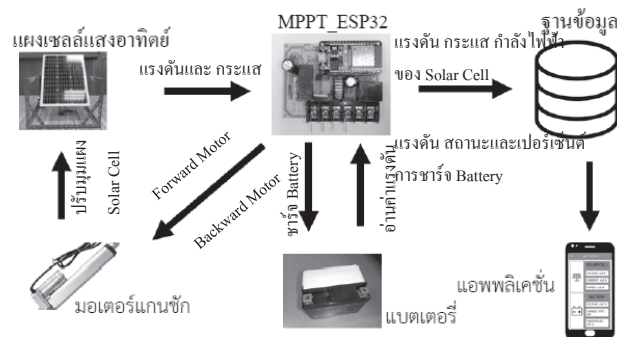 MPPT_ESP32
ฐานข้อมูล
แผงเซลล์แสงอาทิตย์
แรงดันและ กระแส
แรงดัน กระแส กำลังไฟฟ้า
ของ Solar Cell
แรงดัน สถานะและเปอร์เซ็นต์
การชาร์จ Battery
ปรับมุมแผง
Solar Cell
Forward Motor
Backward Motor
ชาร์จ Battery
อ่านค่าแรงดัน
มอเตอร์แกนชัก
แบตเตอรี่
แอพพลิเคชั่น